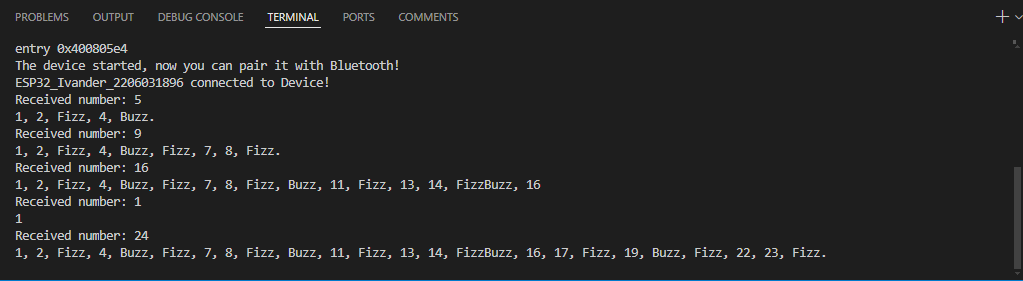 PROBLEMS OUTPUT DEBUG CONSOLE TERMINAL PORTS COMMENTS
entry 0x400805e4
The device started, now you can pair it with Bluetooth!
ESP32_Ivander_2206031896 connected to Device!
Received number: 5
1, 2, Fizz, 4, Buzz.
Received number: 9
1, 2, Fizz, 4, Buzz, Fizz, 7, 8, Fizz.
Received number: 16
1, 2, Fizz, 4, Buzz, Fizz, 7, 8, Fizz, Buzz, 11, Fizz, 13, 14, FizzBuzz, 16
Received number: 1
1
Received number: 24
1, 2, Fizz, 4, Buzz, Fizz, 7, 8, Fizz, Buzz, 11, Fizz, 13, 14, FizzBuzz, 16, 17, Fizz, 19, Buzz, Fizz, 22, 23, Fizz.